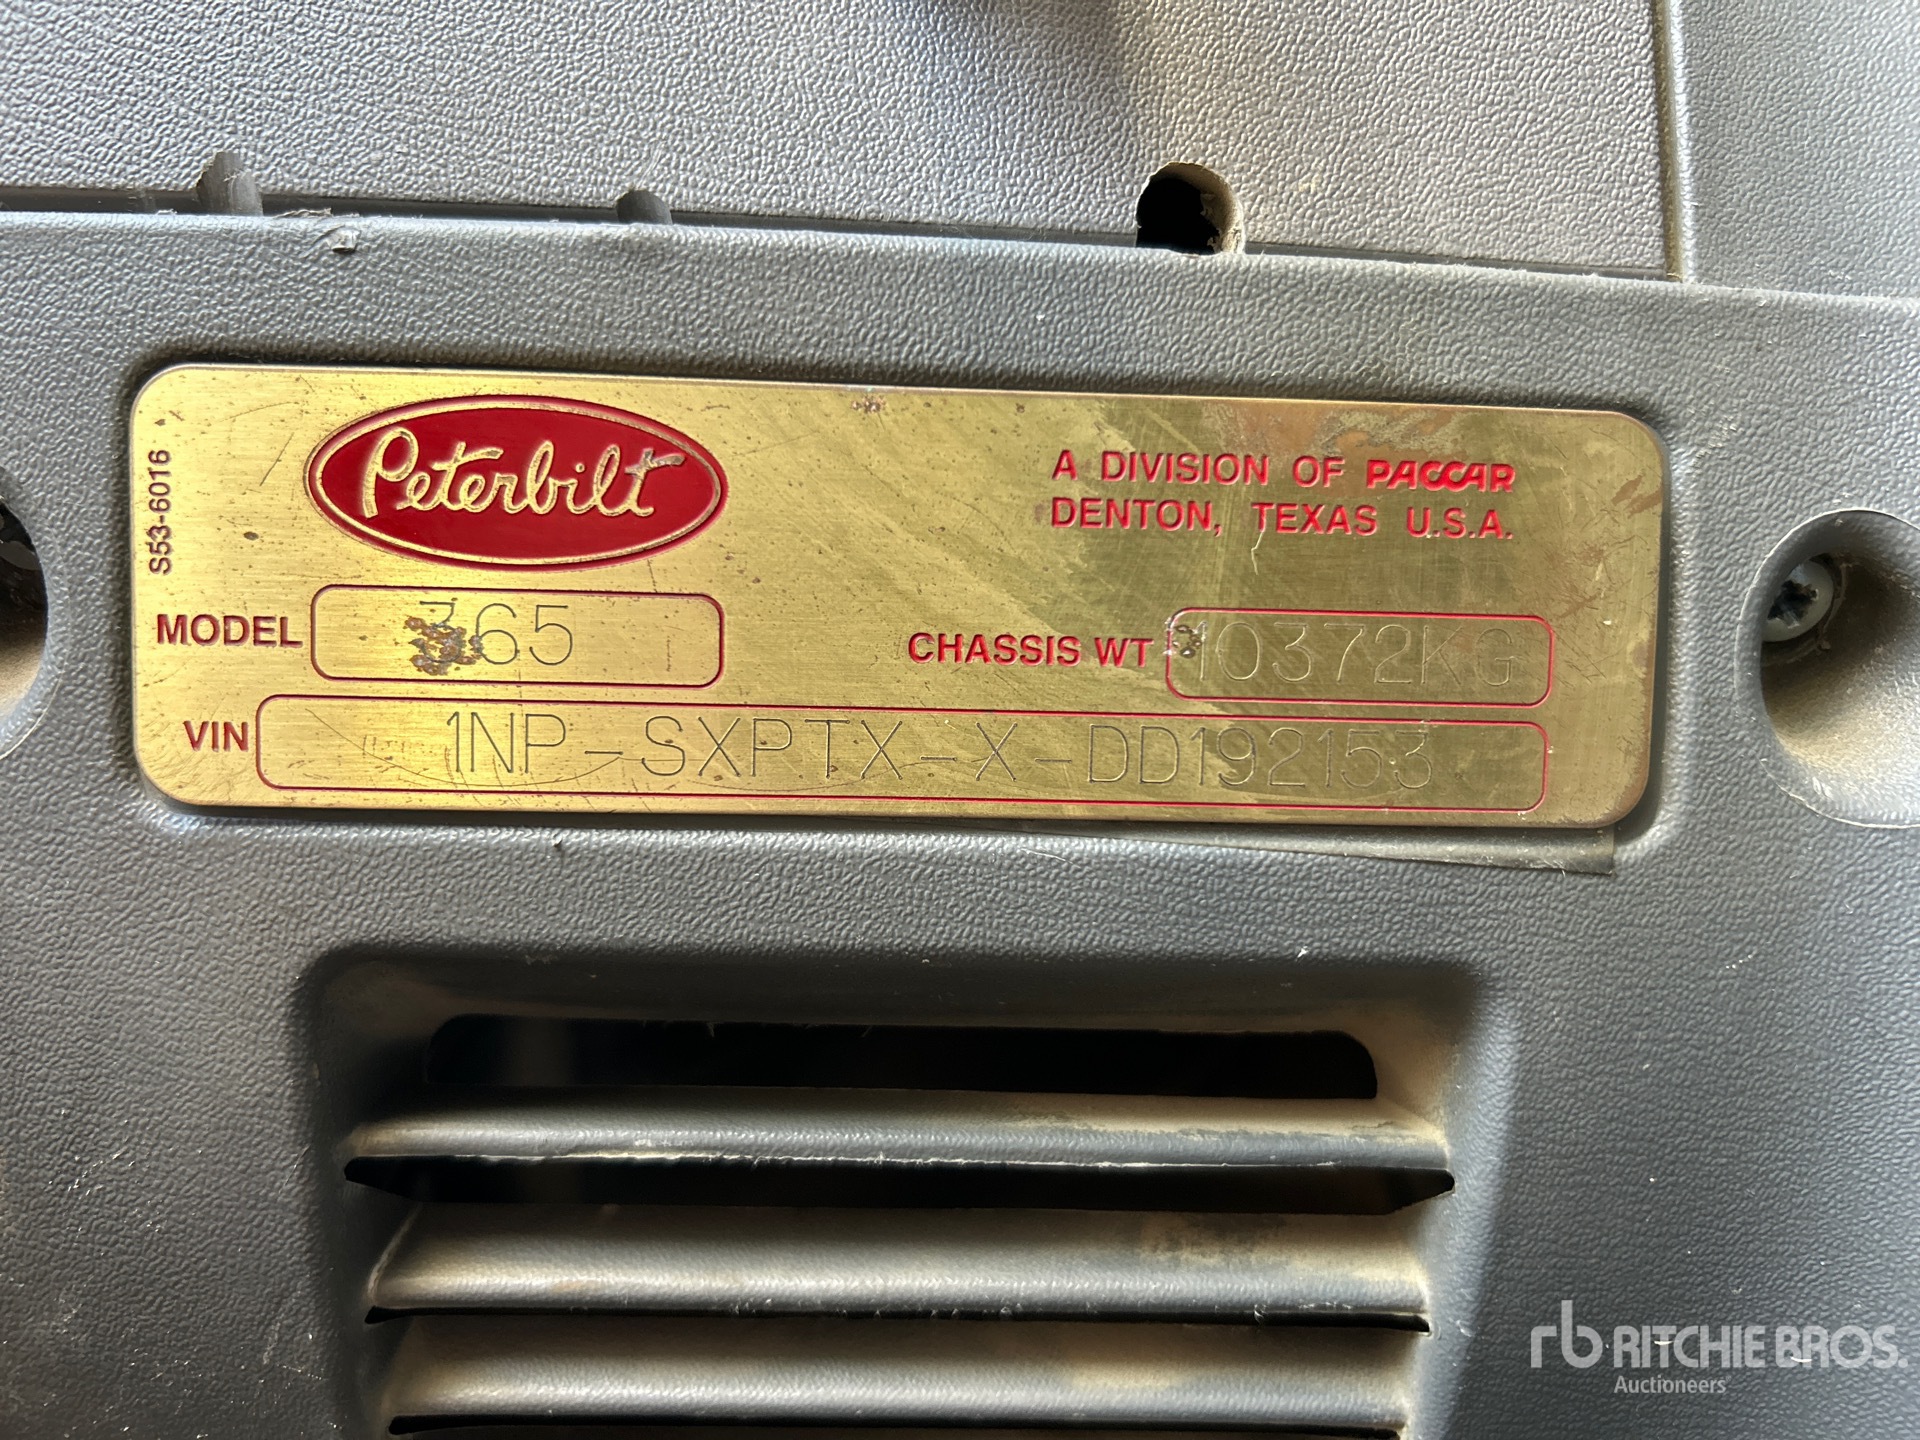 S53-6016
Peterbilt
A DIVISION OF PACCAR
DENTON, TEXAS U.S.A.
MODEL 365
CHASSIS WT 10372KG
VIN 1NP-SXPTX-X-DD192153
rb RITCHIE BROS.
Auctioneers